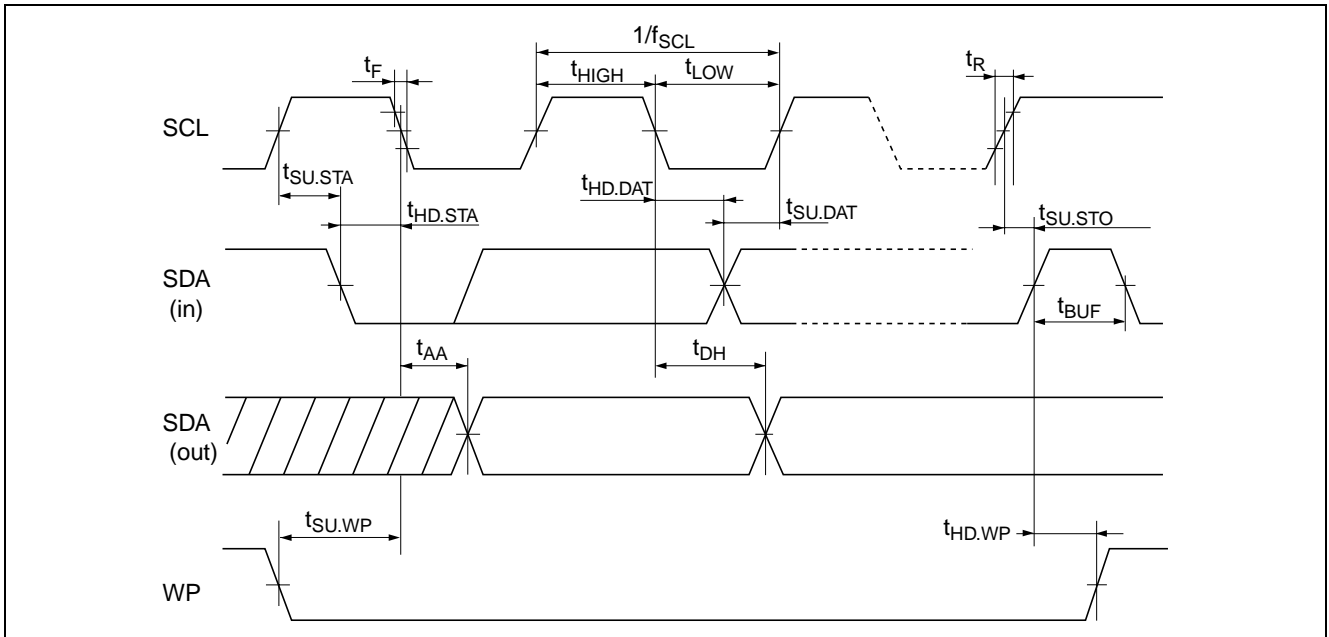 1/fSCL
tF
tHIGH
tLOW
tR
SCL
tSU.STA
tHD.STA
tHD.DAT
tSU.DAT
tSU.STO
SDA
(in)
tBUF
tAA
tDH
SDA
(out)
tSU.WP
tHD.WP
WP